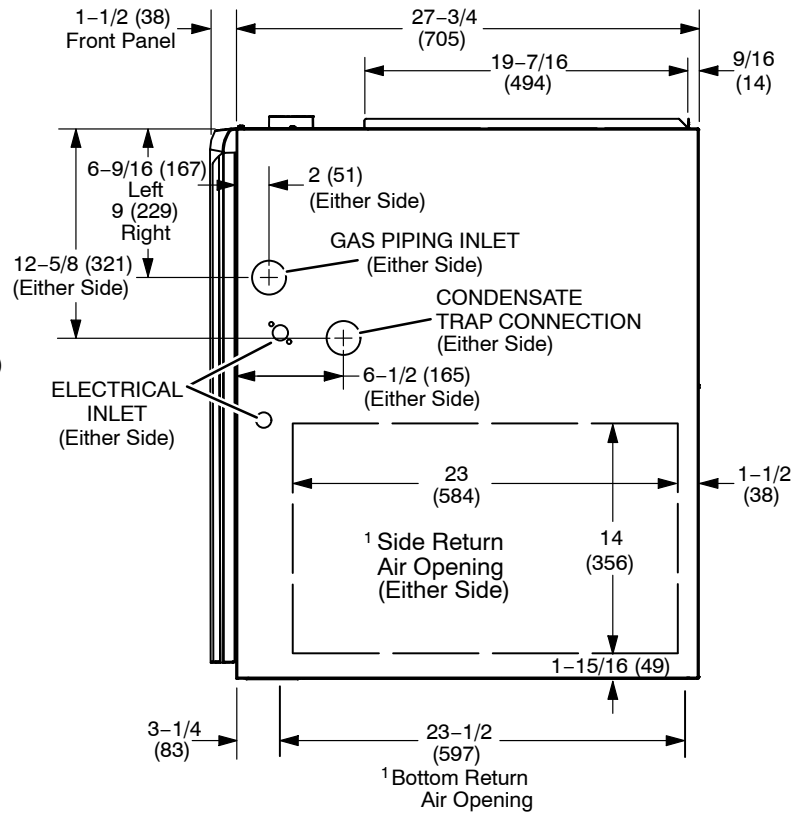 1−1/2 (38)
Front Panel
27−3/4
(705)
19−7/16
(494)
9/16
(14)
6−9/16 (167)
Left
9 (229)
Right
2 (51)
(Either Side)
12−5/8 (321)
(Either Side)
GAS PIPING INLET
(Either Side)
CONDENSATE
TRAP CONNECTION
(Either Side)
6−1/2 (165)
(Either Side)
ELECTRICAL
INLET
(Either Side)
23
(584)
1−1/2
(38)
14
(356)
1 Side Return
Air Opening
(Either Side)
1−15/16 (49)
3−1/4
(83)
23−1/2
(597)
1 Bottom Return
Air Opening